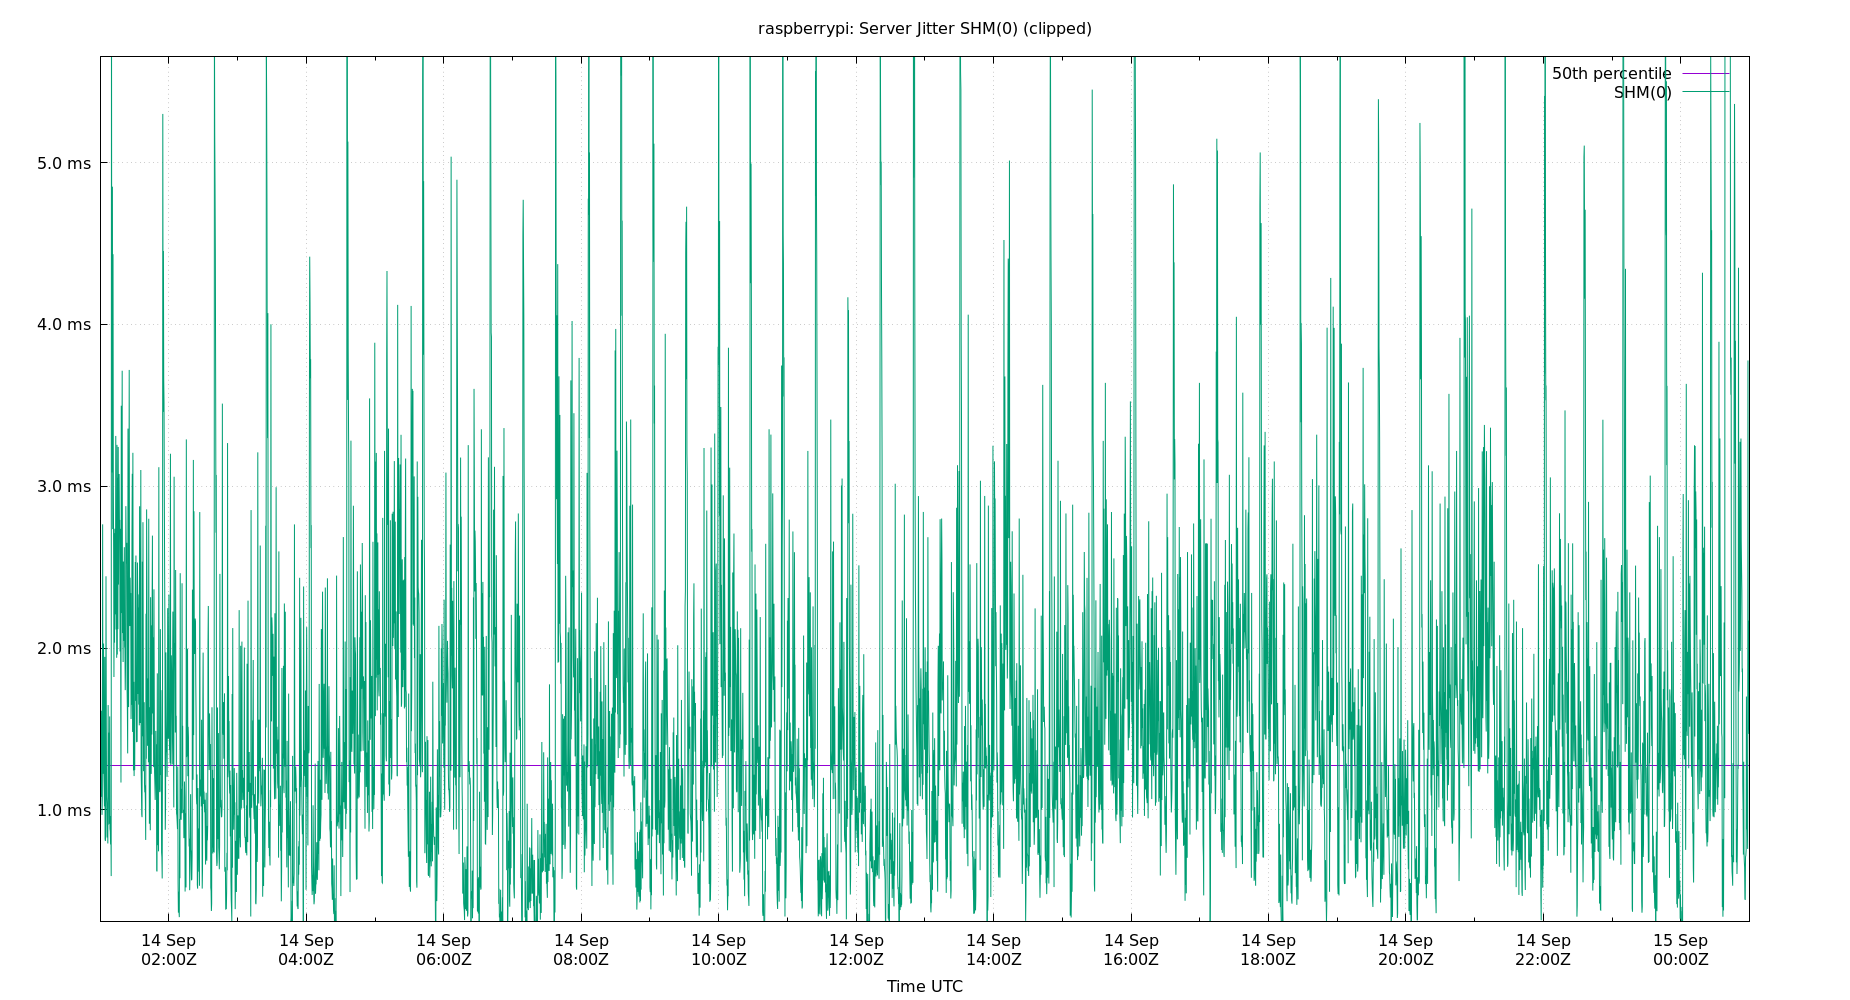 raspberrypi: Server Jitter SHM(0) (clipped)
50th percentile
SHM(0)
5.0 ms
4.0 ms
3.0 ms
2.0 ms
1.0 ms
14 Sep 14 Sep 14 Sep 14 Sep 14 Sep 14 Sep 14 Sep 14 Sep 14 Sep 14 Sep 14 Sep 15 Sep
02:00Z 04:00Z 06:00Z 08:00Z 10:00Z 12:00Z 14:00Z 16:00Z 18:00Z 20:00Z 22:00Z 00:00Z
Time UTC